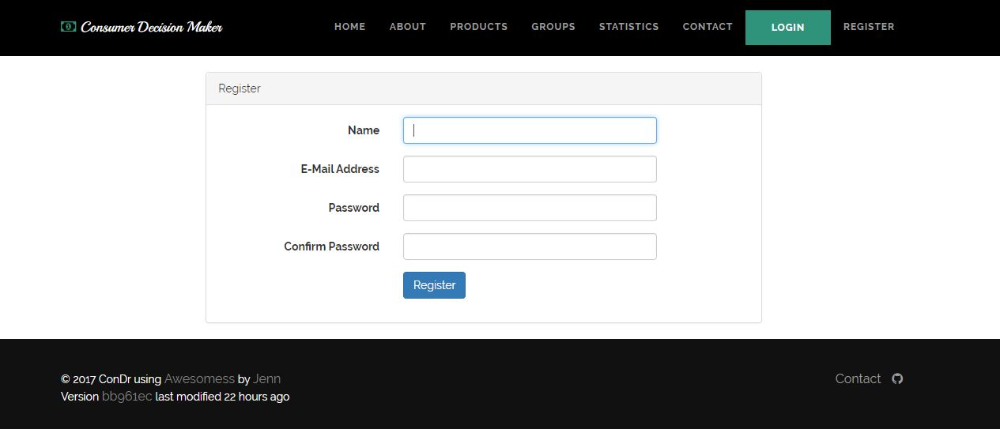 Consumer Decision Maker HOME ABOUT PRODUCTS GROUPS STATISTICS CONTACT LOGIN REGISTER
Register
Name
E-Mail Address
Password
Confirm Password
Register
© 2017 ConDr using Awesomess by Jenn Contact
Version bb961ec last modified 22 hours ago